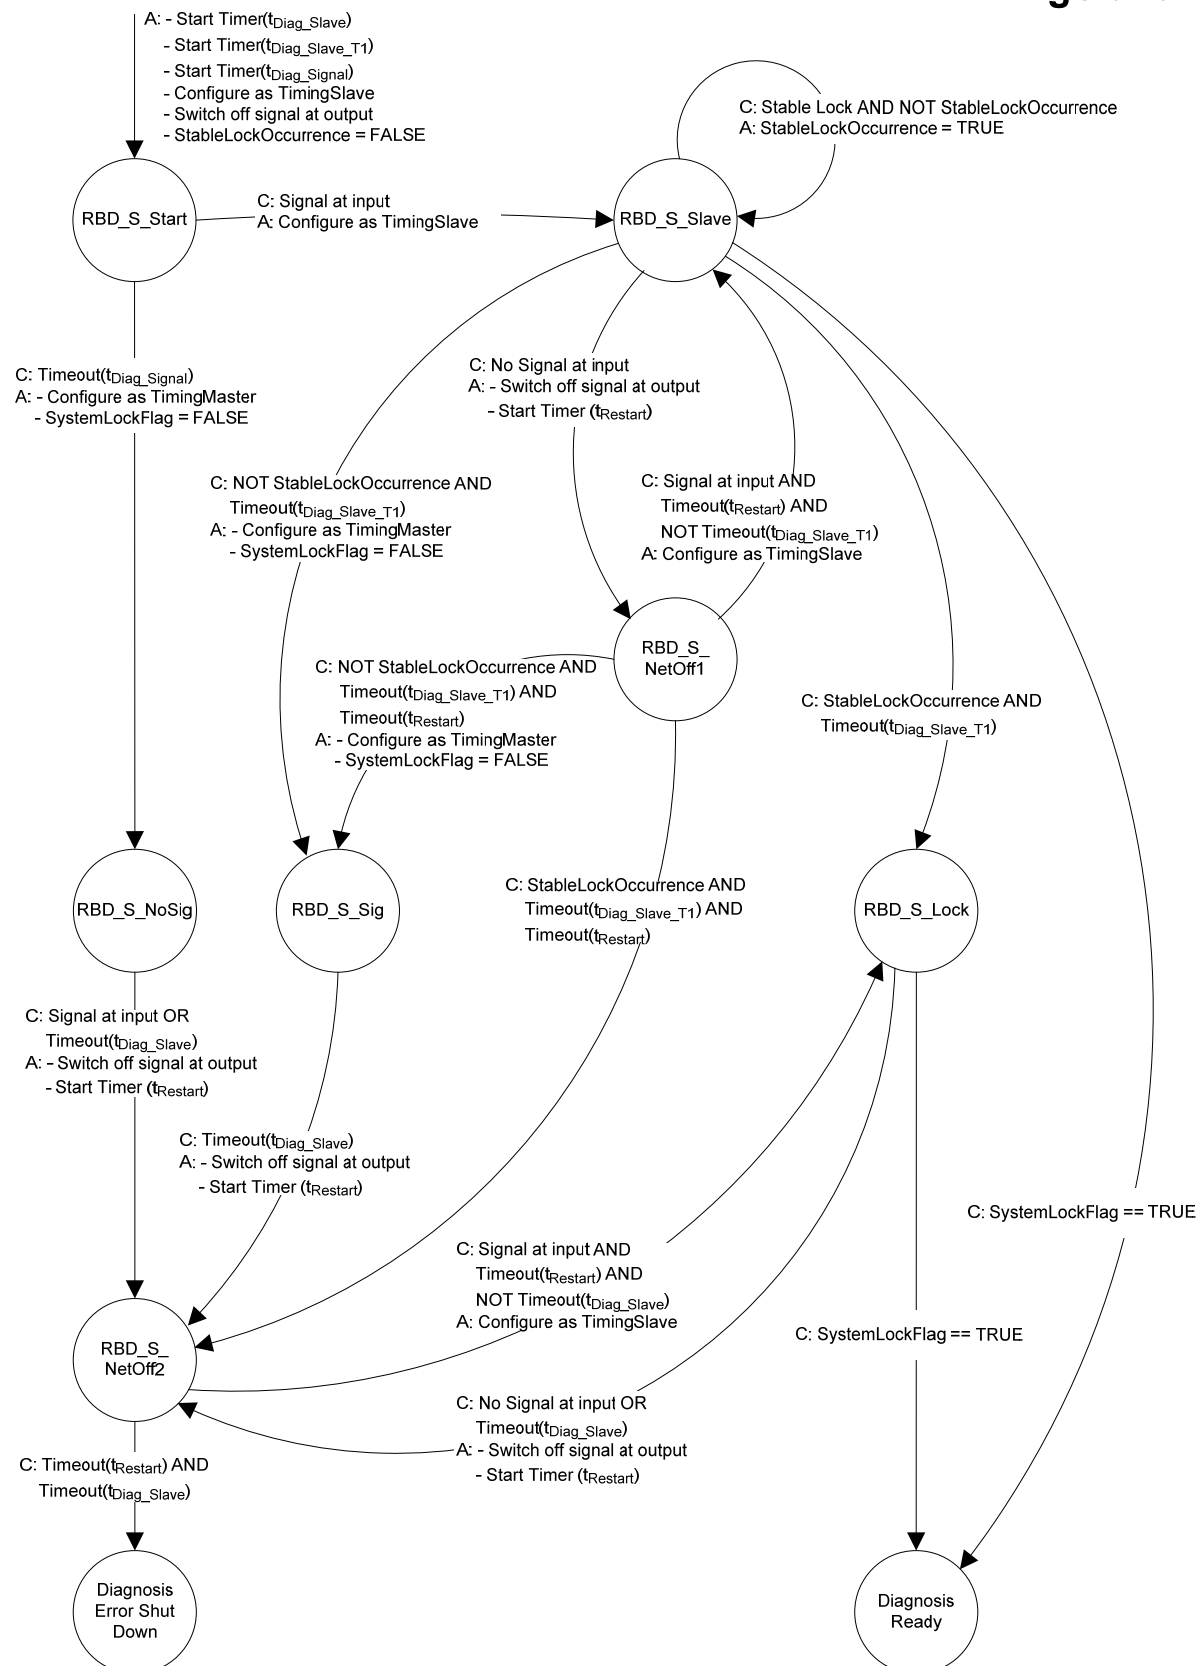 A: - Start Timer(tDiag_Slave)
- Start Timer(tDiag_Slave_T1)
- Start Timer(tDiag_Signal)
- Configure as TimingSlave
- Switch off signal at output
- StableLockOccurrence = FALSE
C: Stable Lock AND NOT StableLockOccurrence
A: StableLockOccurrence = TRUE
RBD_S_Start
C: Signal at input
A: Configure as TimingSlave
RBD_S_Slave
C: Timeout(tDiag_Signal)
A: - Configure as TimingMaster
- SystemLockFlag = FALSE
C: No Signal at input
A: - Switch off signal at output
- Start Timer (tRestart)
C: NOT StableLockOccurrence AND
Timeout(tDiag_Slave_T1)
A: - Configure as TimingMaster
- SystemLockFlag = FALSE
C: Signal at input AND
Timeout(tRestart) AND
NOT Timeout(tDiag_Slave_T1)
A: Configure as TimingSlave
RBD_S_
NetOff1
C: NOT StableLockOccurrence AND
Timeout(tDiag_Slave_T1) AND
Timeout(tRestart)
A: - Configure as TimingMaster
- SystemLockFlag = FALSE
C: StableLockOccurrence AND
Timeout(tDiag_Slave_T1)
RBD_S_NoSig
RBD_S_Sig
C: StableLockOccurrence AND
Timeout(tDiag_Slave_T1) AND
Timeout(tRestart)
RBD_S_Lock
C: Signal at input OR
Timeout(tDiag_Slave)
A: - Switch off signal at output
- Start Timer (tRestart)
C: Timeout(tDiag_Slave)
A: - Switch off signal at output
- Start Timer (tRestart)
C: SystemLockFlag == TRUE
C: Signal at input AND
Timeout(tRestart) AND
NOT Timeout(tDiag_Slave)
A: Configure as TimingSlave
C: SystemLockFlag == TRUE
RBD_S_
NetOff2
C: No Signal at input OR
Timeout(tDiag_Slave)
A: - Switch off signal at output
- Start Timer (tRestart)
C: Timeout(tRestart) AND
Timeout(tDiag_Slave)
Diagnosis
Error Shut
Down
Diagnosis
Ready